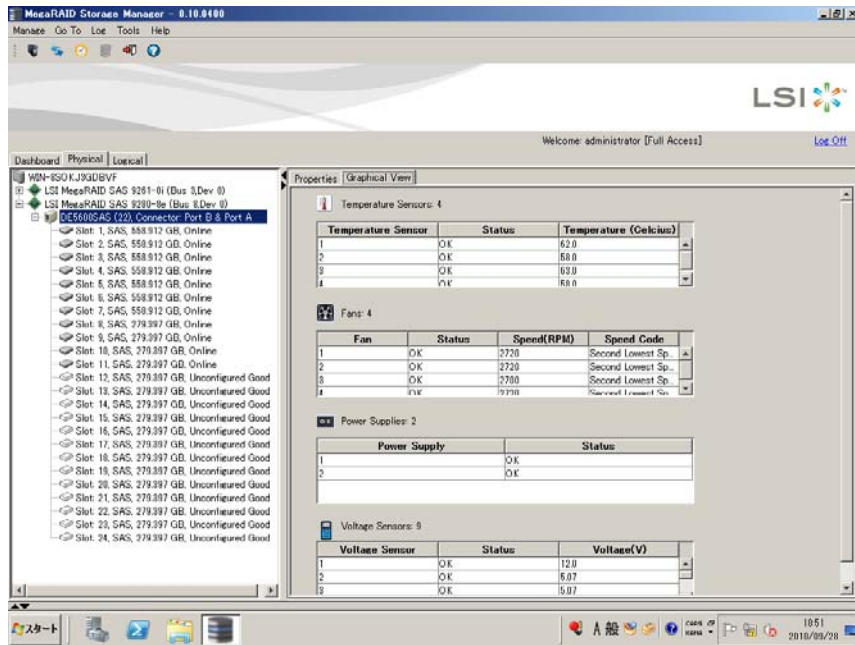 MegaRAID Storage Manager - 8.10.0400
Manage Go To Log Tools Help
LSI
Welcome: administrator [Full Access]
Log Off
Dashboard Physical Logical
WIN-8SOKJ3GDBVF
LSI MegaRAID SAS 9261-8i (Bus 3,Dev 0)
LSI MegaRAID SAS 9280-8e (Bus 8,Dev 0)
DE5600SAS (22), Connector: Port B & Port A
Slot: 1, SAS, 558.912 GB, Online
Slot: 2, SAS, 558.912 GB, Online
Slot: 3, SAS, 558.912 GB, Online
Slot: 4, SAS, 558.912 GB, Online
Slot: 5, SAS, 558.912 GB, Online
Slot: 6, SAS, 558.912 GB, Online
Slot: 7, SAS, 558.912 GB, Online
Slot: 8, SAS, 279.397 GB, Online
Slot: 9, SAS, 279.397 GB, Online
Slot: 10, SAS, 279.397 GB, Online
Slot: 11, SAS, 279.397 GB, Online
Slot: 12, SAS, 279.397 GB, Unconfigured Good
Slot: 13, SAS, 279.397 GB, Unconfigured Good
Slot: 14, SAS, 279.397 GB, Unconfigured Good
Slot: 15, SAS, 279.397 GB, Unconfigured Good
Slot: 16, SAS, 279.397 GB, Unconfigured Good
Slot: 17, SAS, 279.397 GB, Unconfigured Good
Slot: 18, SAS, 279.397 GB, Unconfigured Good
Slot: 19, SAS, 279.397 GB, Unconfigured Good
Slot: 20, SAS, 279.397 GB, Unconfigured Good
Slot: 21, SAS, 279.397 GB, Unconfigured Good
Slot: 22, SAS, 279.397 GB, Unconfigured Good
Slot: 23, SAS, 279.397 GB, Unconfigured Good
Slot: 24, SAS, 279.397 GB, Unconfigured Good
Properties Graphical View
Temperature Sensors: 4
Temperature Sensor Status Temperature (Celcius)
1 OK 62.0
2 OK 58.0
3 OK 63.0
4 OK 58.0
Fans: 4
Fan Status Speed(RPM) Speed Code
1 OK 2720 Second Lowest Sp...
2 OK 2720 Second Lowest Sp...
3 OK 2700 Second Lowest Sp...
4 OK 2720 Second Lowest Sp...
Power Supplies: 2
Power Supply Status
1 OK
2 OK
Voltage Sensors: 9
Voltage Sensor Status Voltage(V)
1 OK 12.0
2 OK 5.07
3 OK 5.07
スタート
A 般
CAPS
KANA
10:51
2010/09/28